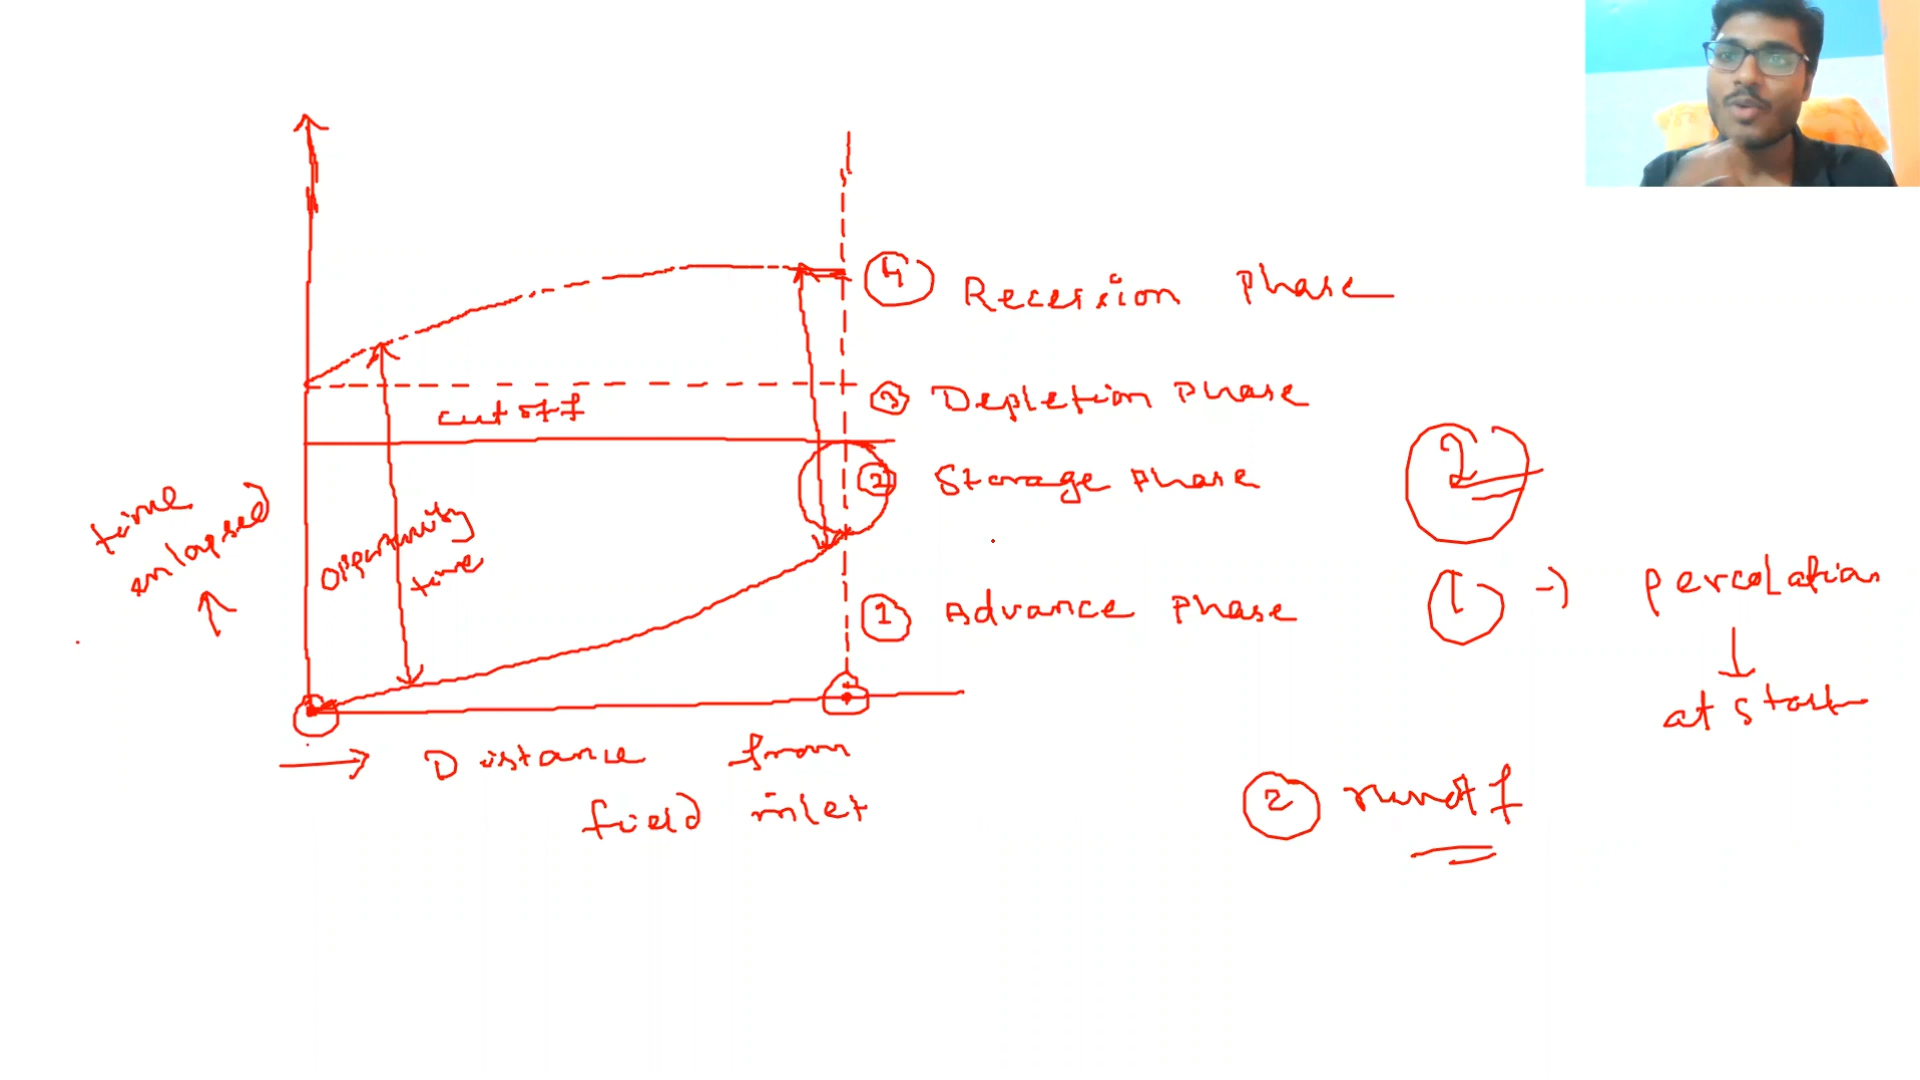 4 Recession Phase
3 Depletion Phase
cut off
2 Storage Phase
2
time
enlapsed
Opportunity
time
1 Advance Phase
1 → percolation
at start
Distance from
field inlet
2 runoff